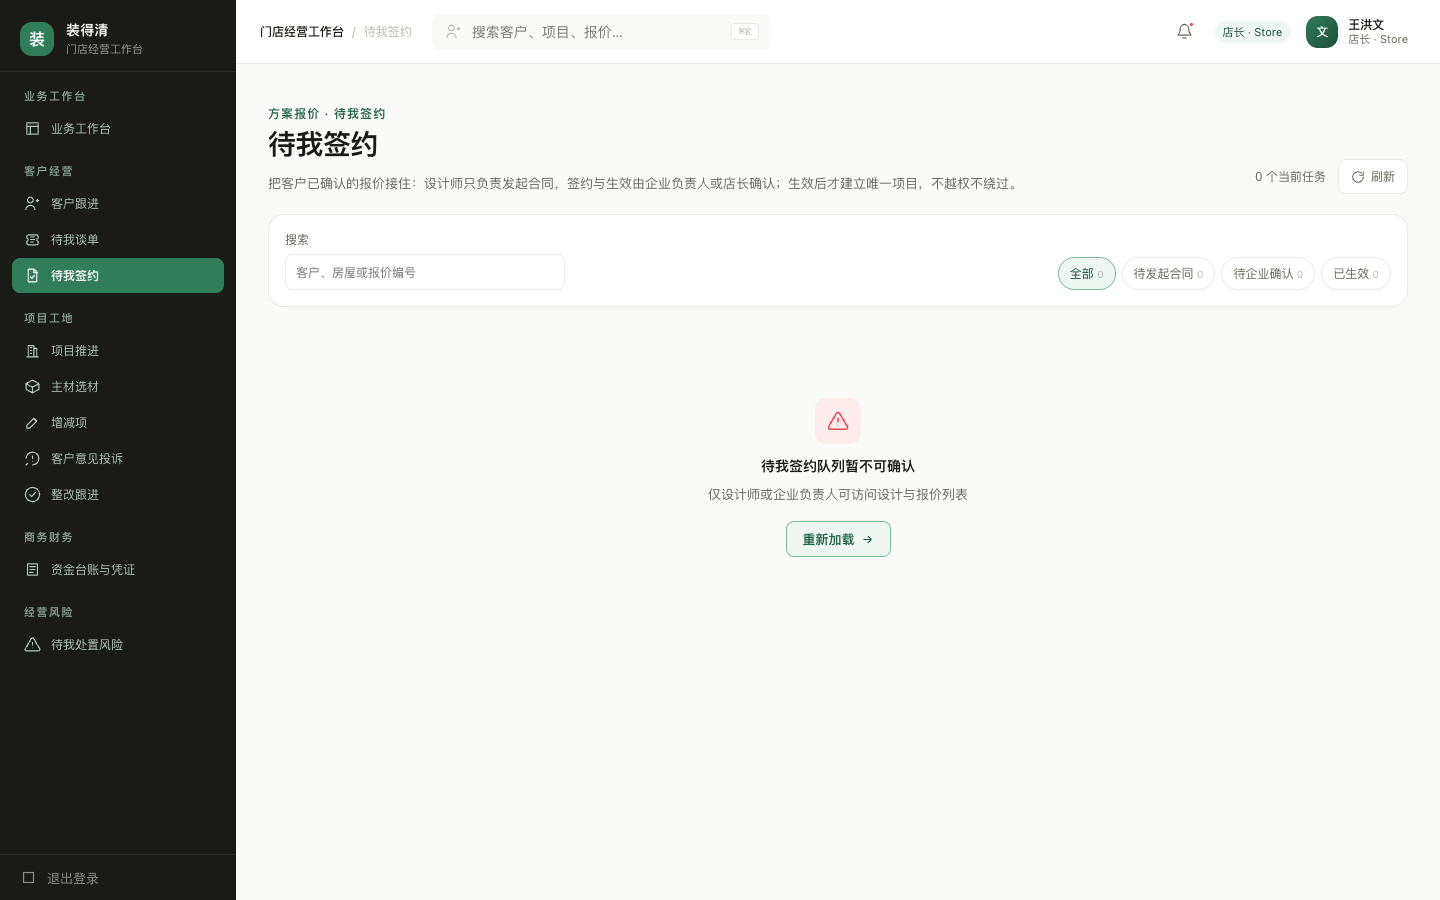 装
装得清
门店经营工作台
业务工作台
业务工作台
客户经营
客户跟进
待我谈单
待我签约
项目工地
项目推进
主材选材
增减项
客户意见投诉
整改跟进
商务财务
资金台账与凭证
经营风险
待我处置风险
退出登录
门店经营工作台 / 待我签约
搜索客户、项目、报价...
⌘K
店长 · Store
文
王洪文
店长 · Store
方案报价 · 待我签约
待我签约
把客户已确认的报价接住：设计师只负责发起合同，签约与生效由企业负责人或店长确认；生效后才建立唯一项目，不越权不绕过。
0 个当前任务
刷新
搜索
客户、房屋或报价编号
全部 0
待发起合同 0
待企业确认 0
已生效 0
待我签约队列暂不可确认
仅设计师或企业负责人可访问设计与报价列表
重新加载 →